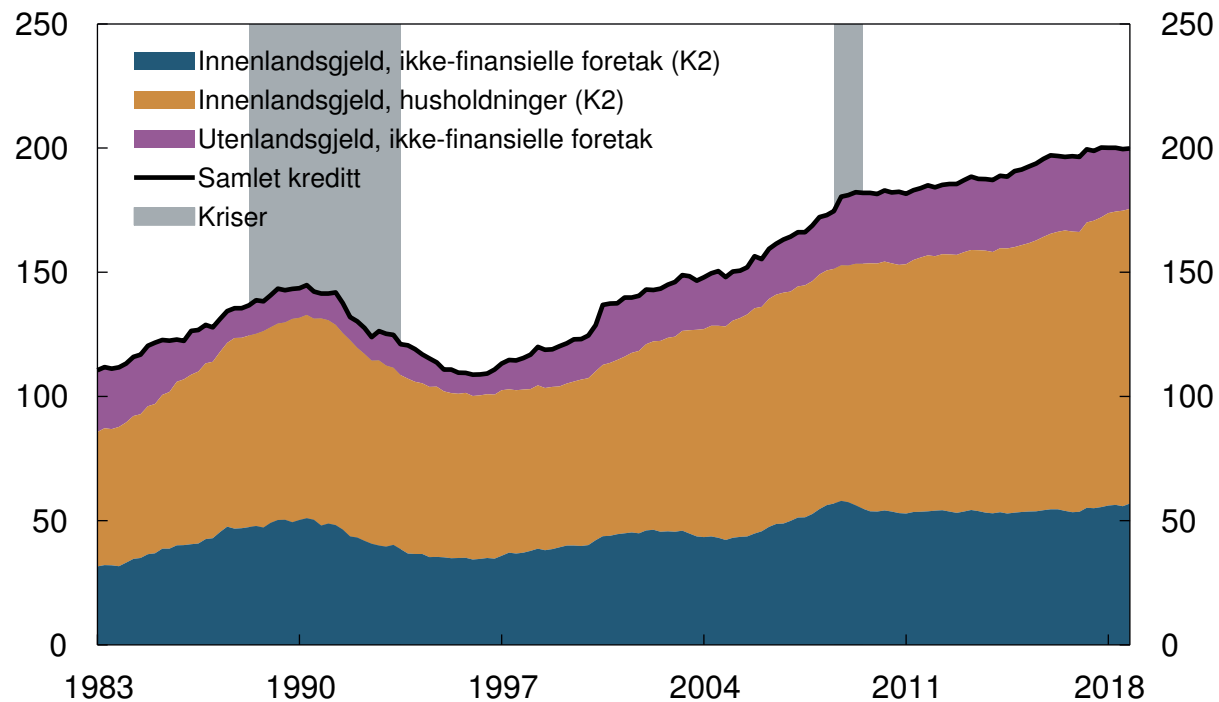 250 250
Innenlandsgjeld, ikke-finansielle foretak (K2)
Innenlandsgjeld, husholdninger (K2)
Utenlandsgjeld, ikke-finansielle foretak
200 200
Samlet kreditt
Kriser
150 150
100 100
50 50
0 0
1983 1990 1997 2004 2011 2018